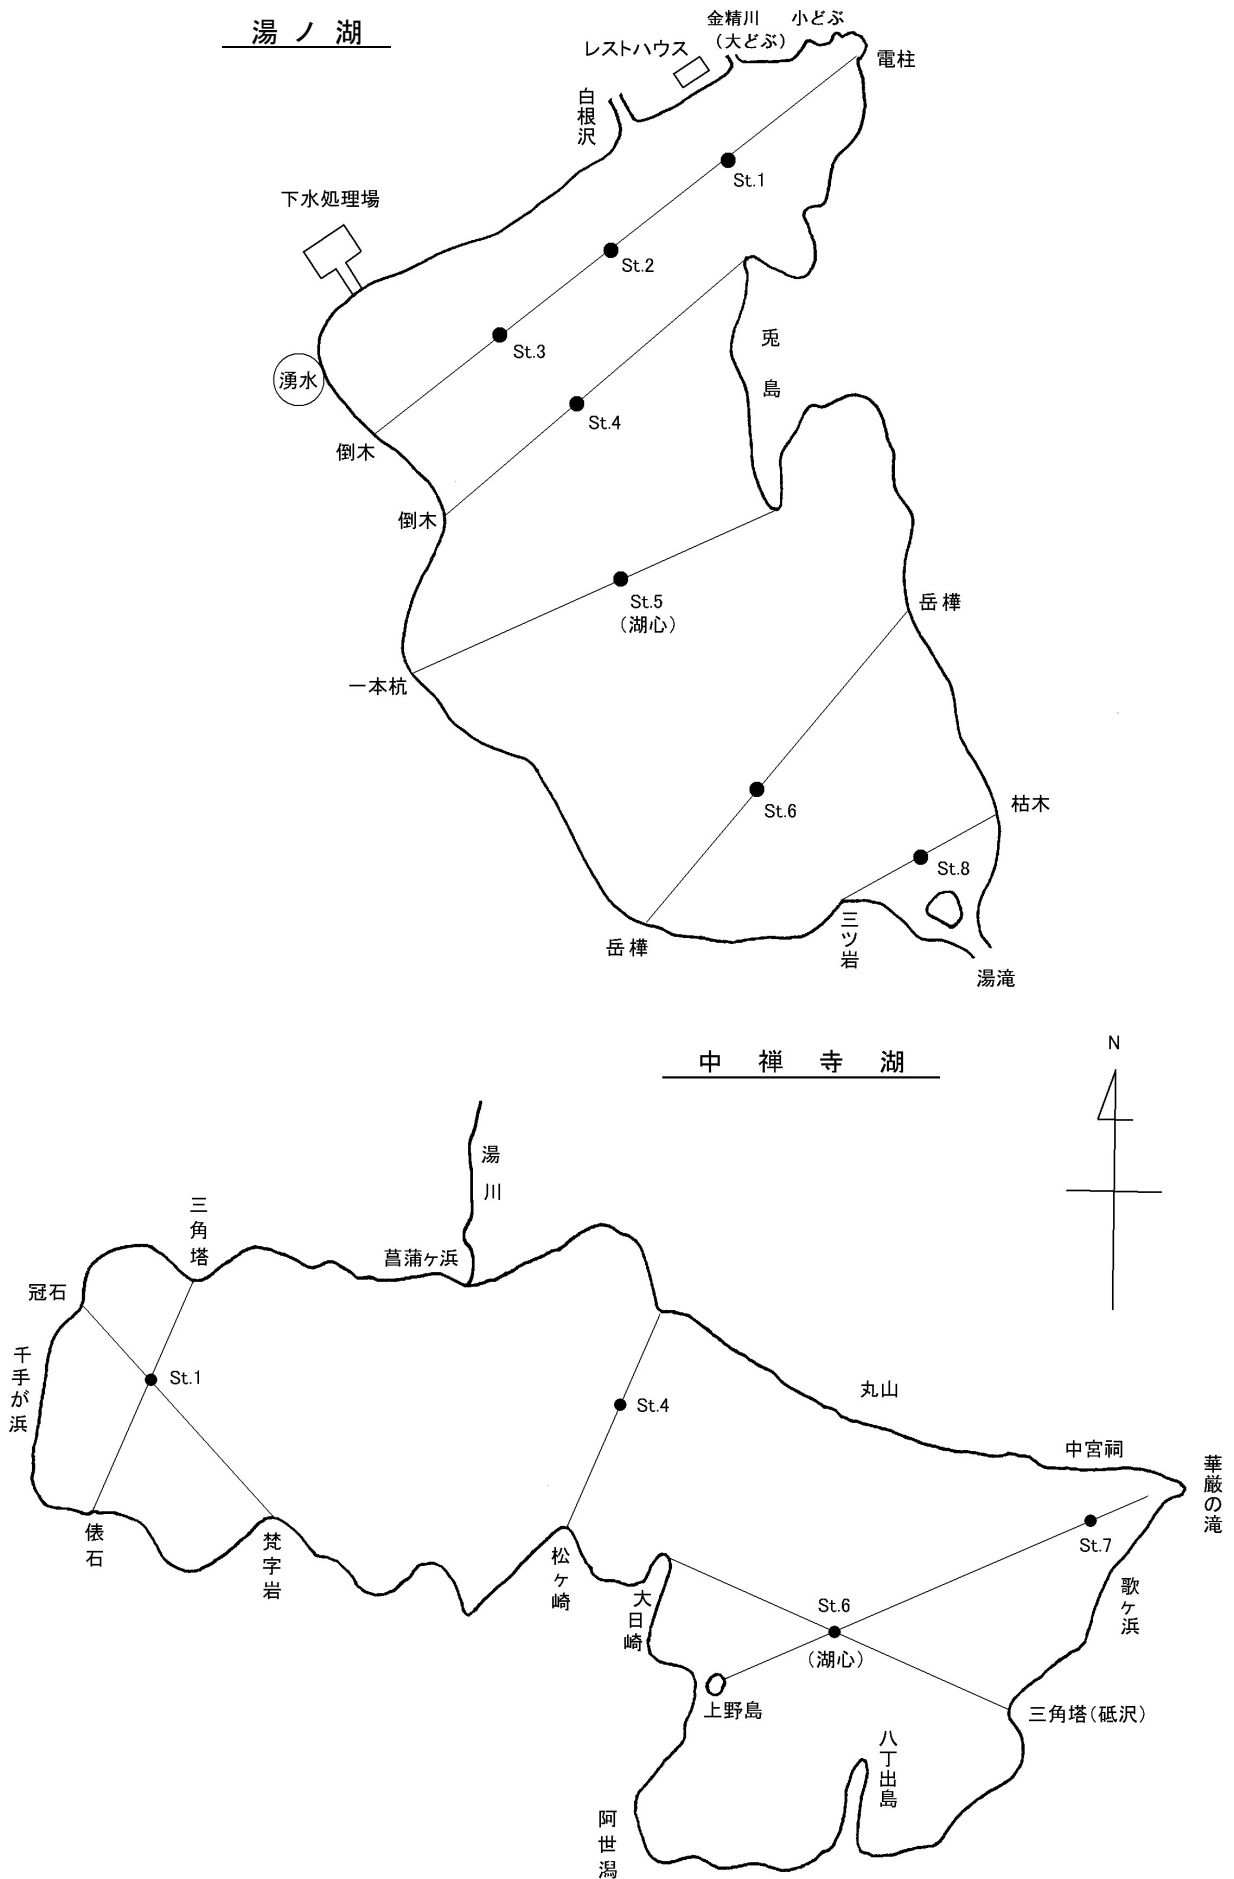 湯ノ湖
金精川
(大どぶ)
小どぶ
レストハウス
電柱
白根沢
St.1
下水処理場
St.2
St.3
兎島
湧水
St.4
倒木
倒木
St.5
(湖心)
岳樺
一本杭
St.6
枯木
St.8
岳樺
三ツ岩
湯滝
中禅寺湖
N
湯川
三角塔
菖蒲ヶ浜
冠石
千手が浜
St.1
St.4
丸山
中宮祠
華厳の滝
俵石
梵字岩
松ヶ崎
大日崎
St.7
歌ヶ浜
St.6
(湖心)
上野島
三角塔(砥沢)
八丁出島
阿世潟